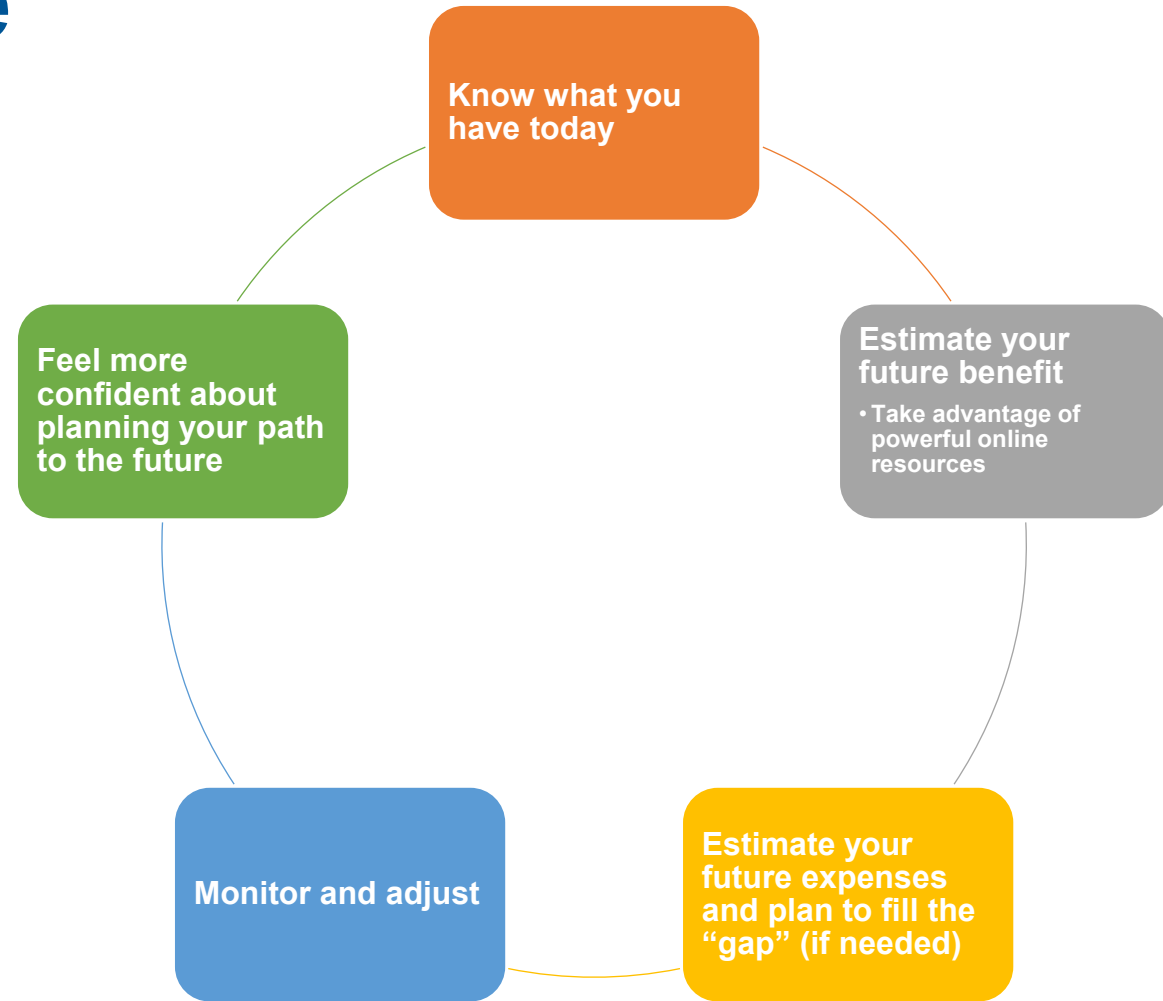 e
Know what you
have today
Estimate your
future benefit
• Take advantage of
powerful online
resources
Estimate your
future expenses
and plan to fill the
“gap” (if needed)
Monitor and adjust
Feel more
confident about
planning your path
to the future